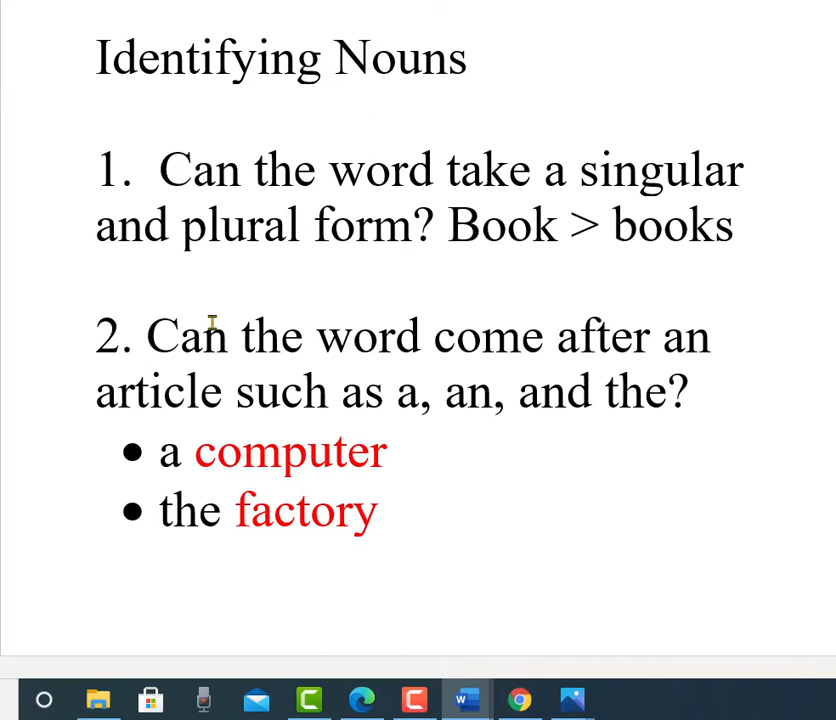 Identifying Nouns
1. Can the word take a singular
and plural form? Book > books
2. Can the word come after an
article such as a, an, and the?
• a computer
• the factory